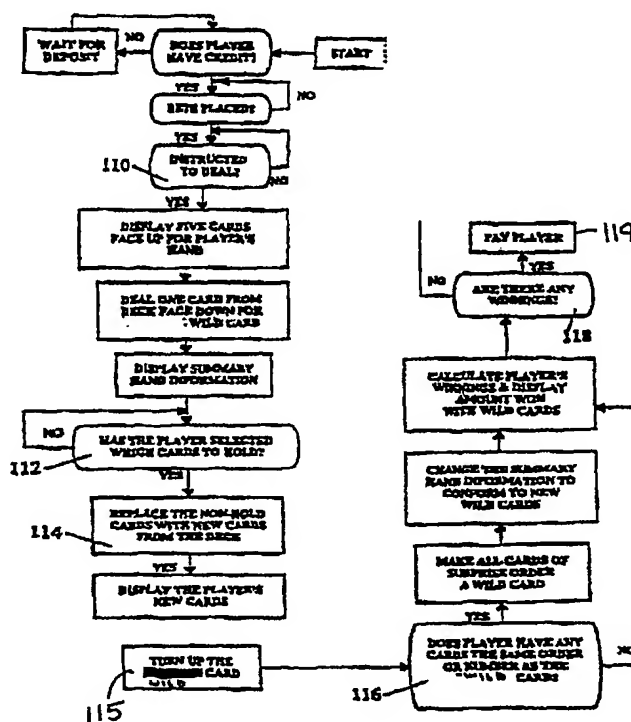 NO
WAIT FOR
DEPOSIT
DOES PLAYER
HAVE CREDIT?
START
YES
NO
BETS PLACED?
YES
110
INSTRUCTED
TO DEAL?
NO
YES
DISPLAY FIVE CARDS
FACE UP FOR PLAYER'S
HAND
DEAL ONE CARD FROM
DECK FACE DOWN FOR
WILD CARD
DISPLAY SUMMARY
HAND INFORMATION
NO
HAS THE PLAYER SELECTED
WHICH CARDS TO HOLD?
112
YES
REPLACE THE NON-HOLD
CARDS WITH NEW CARDS
FROM THE DECK
114
YES
DISPLAY THE PLAYER'S
NEW CARDS
TURN UP THE
CARD
WILD
115
DOES PLAYER HAVE ANY
CARDS THE SAME ORDER
OR NUMBER AS THE
"WILD CARDS
116
NO
YES
MAKE ALL CARDS OF
SURPRISE ORDER
A WILD CARD
CHANGE THE SUMMARY
HAND INFORMATION TO
CONFORM TO NEW
WILD CARDS
CALCULATE PLAYER'S
WINNINGS & DISPLAY
AMOUNT WON
WITH WILD CARDS
ARE THERE ANY
WINNINGS?
118
NO
YES
PAY PLAYER
119